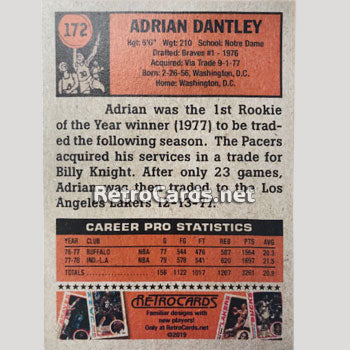 172
ADRIAN DANTLEY
Hgt: 6'5" Wgt: 210 School: Notre Dame
Drafted: Braves #1 - 1976
Acquired: Via Trade 9-1-77
Born: 2-26-56, Washington, D.C.
Home: Washington, D.C.
Adrian was the 1st Rookie
of the Year winner (1977) to be trad-
ed the following season. The Pacers
acquired his services in a trade for
Billy Knight. After only 23 games,
Adrian was then traded to the Los
Angeles Lakers 12-13-77.
RetroCards.net
CAREER PRO STATISTICS
YEAR CLUB G FG FT REB PTS AVG
76-77 BUFFALO NBA 77 544 476 587 1564 20.3
77-78 IND.-L.A NBA 79 578 541 620 1697 21.5
TOTALS 156 1122 1017 1207 3261 20.9
RETROCARDS
Familiar designs
with new players!
Only at RetroCards.net
©2019